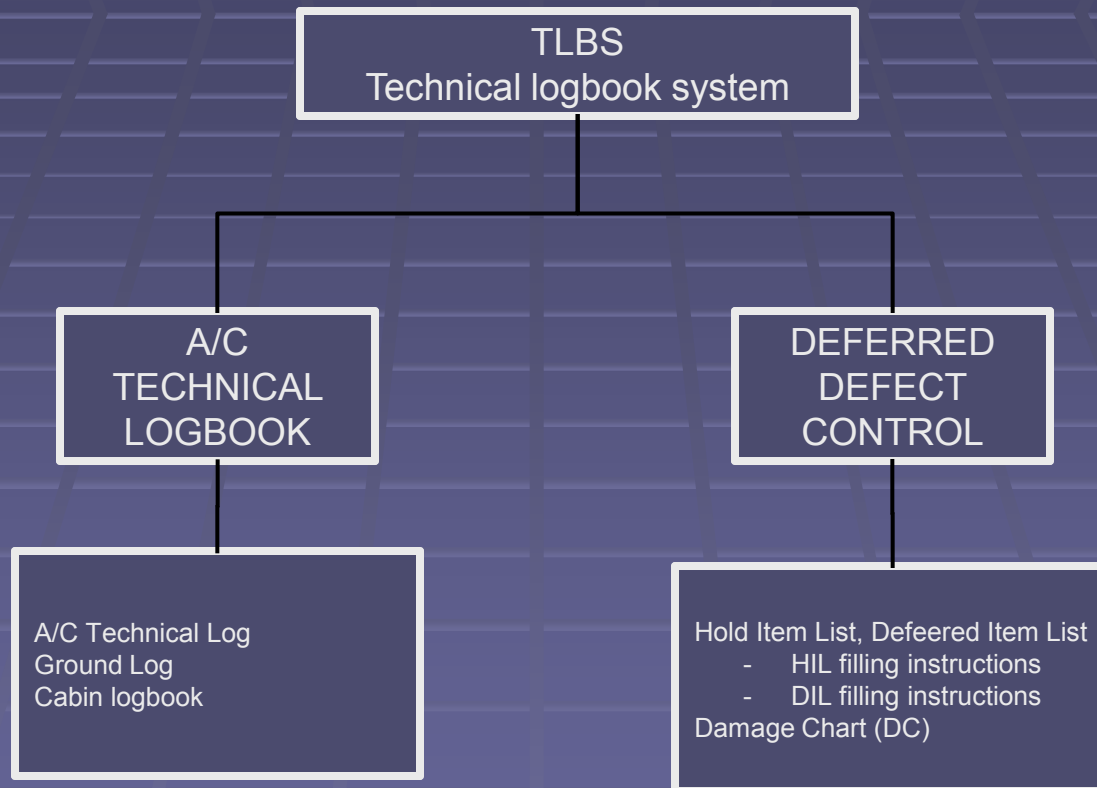 TLBS
Technical logbook system
A/C
TECHNICAL
LOGBOOK
DEFERRED
DEFECT
CONTROL
A/C Technical Log
Ground Log
Cabin logbook
Hold Item List, Defeered Item List
- HIL filling instructions
- DIL filling instructions
Damage Chart (DC)